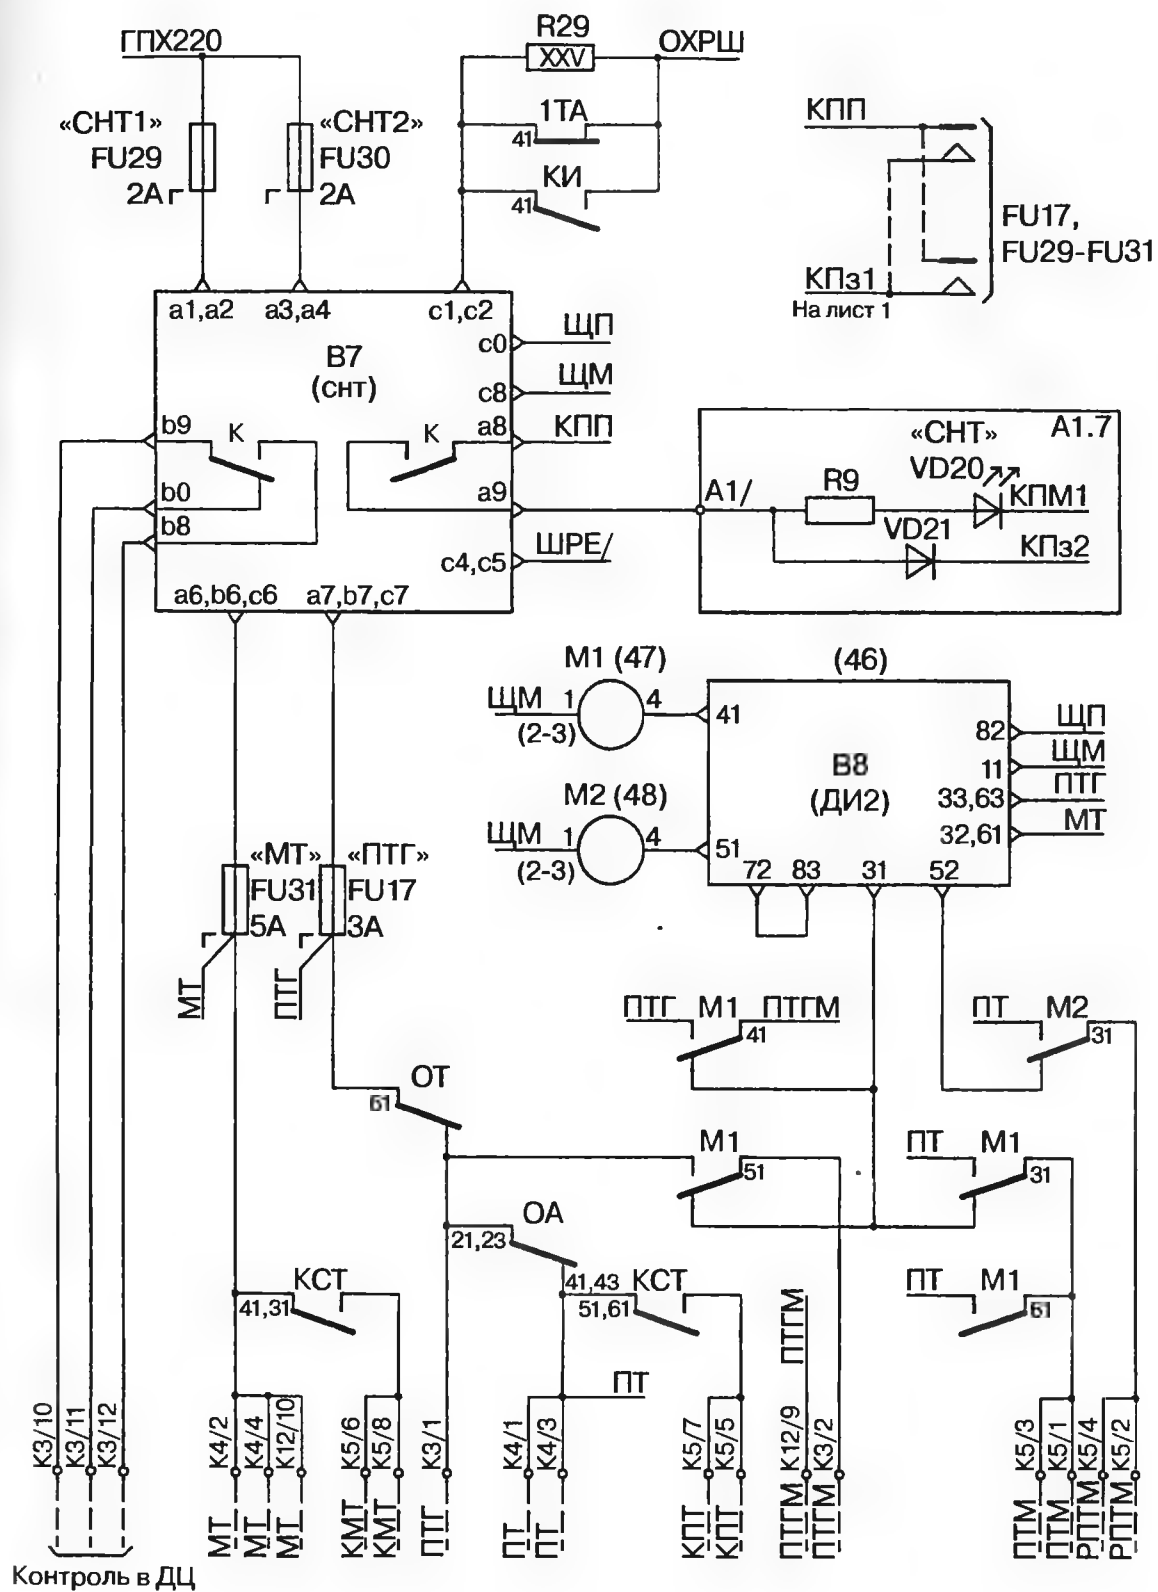 ГПХ220
R29
XXV
ОХРШ
«СНТ1»
FU29
2А г
«СНТ2»
FU30
г 2А
1ТА
41
КИ
41
КПП
КПз1
На лист 1
FU17,
FU29-FU31
а1,а2
а3,а4
с1,с2
В7
(снт)
с0
ЩП
с8
ЩМ
а8
КПП
а9
с4,с5
ШРЕ/
b9
К
К
b0
b8
а6,b6,с6
а7,b7,с7
А1.7
«СНТ»
VD20
А1/
R9
КПМ1
VD21
КПз2
М1 (47)
ЩМ
1
4
(2-3)
41
М2 (48)
ЩМ
1
4
(2-3)
51
(46)
В8
(ДИ2)
82
ЩП
11
ЩМ
33,63
ПТГ
32,61
МТ
72
83
31
52
«МТ»
FU31
5А
г
МТ
«ПТГ»
FU17
3А
г
ПТГ
ПТГ
М1
ПТГМ
41
ПТ
М2
31
ОТ
61
М1
51
ПТ
М1
31
ОА
21,23
41,43
КСТ
41,31
КСТ
51,61
ПТ
М1
61
ПТГМ
ПТ
К3/10
К3/11
К3/12
К4/2
К4/4
К12/10
К5/6
К5/8
К3/1
К4/1
К4/3
К5/7
К5/5
К12/9
К3/2
К5/3
К5/1
К5/4
К5/2
МТ
МТ
МТ
КМТ
КМТ
ПТГ
ПТ
ПТ
КПТ
КПТ
ПТГМ
ПТГМ
ПТМ
ПТМ
РПТМ
РПТМ
Контроль в ДЦ